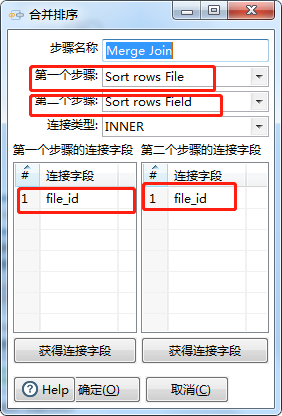 合并排序
步骤名称 Merge Join
第一个步骤: Sort rows File
第二个步骤: Sort rows Field
连接类型: INNER
第一个步骤的连接字段 第二个步骤的连接字段
# 连接字段 # 连接字段
1 file_id 1 file_id
获得连接字段 获得连接字段
? Help 确定(O) 取消(C)